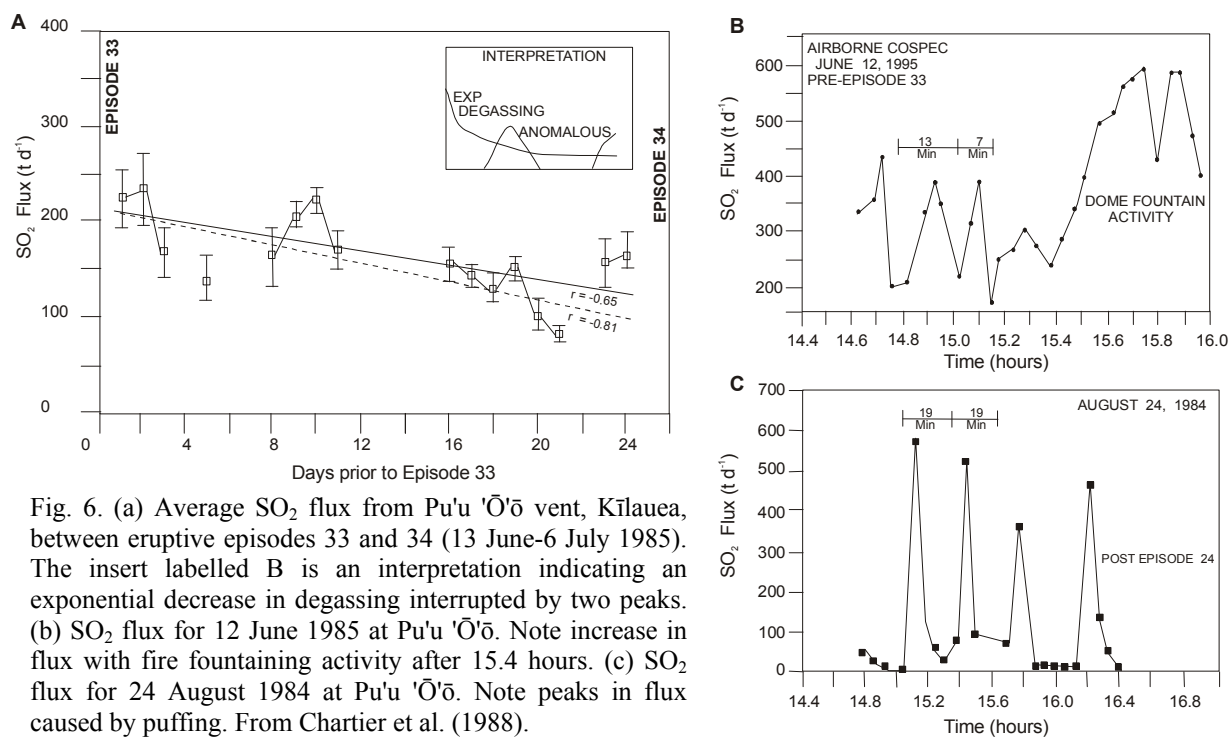 A
400
300
200
100
0
SO₂ Flux (t d⁻¹)
EPISODE 33
INTERPRETATION
EXP
DEGASSING
ANOMALOUS
EPISODE 34
r = -0.65
r = -0.81
0 4 8 12 16 20 24
Days prior to Episode 33
B
AIRBORNE COSPEC
JUNE 12, 1995
PRE-EPISODE 33
600
500
400
300
200
SO₂ Flux (t d⁻¹)
13
Min
7
Min
DOME FOUNTAIN
ACTIVITY
14.4 14.6 14.8 15.0 15.2 15.4 15.6 15.8 16.0
Time (hours)
C
700
600
500
400
300
200
100
0
SO₂ Flux (t d⁻¹)
19
Min
19
Min
AUGUST 24, 1984
POST EPISODE 24
14.4 14.8 15.2 15.6 16.0 16.4 16.8
Time (hours)
Fig. 6. (a) Average SO₂ flux from Pu'u 'Ō'ō vent, Kīlauea,
between eruptive episodes 33 and 34 (13 June-6 July 1985).
The insert labelled B is an interpretation indicating an
exponential decrease in degassing interrupted by two peaks.
(b) SO₂ flux for 12 June 1985 at Pu'u 'Ō'ō. Note increase in
flux with fire fountaining activity after 15.4 hours. (c) SO₂
flux for 24 August 1984 at Pu'u 'Ō'ō. Note peaks in flux
caused by puffing. From Chartier et al. (1988).